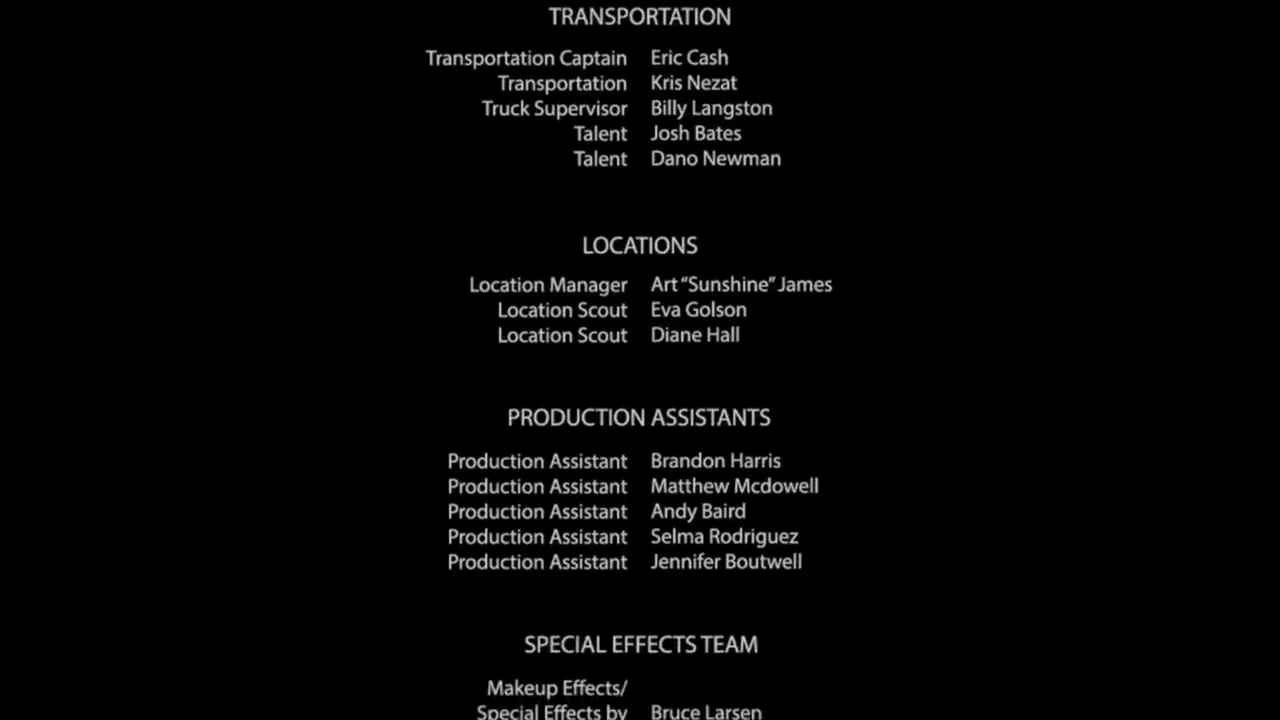 TRANSPORTATION
Transportation Captain Eric Cash
Transportation Kris Nezat
Truck Supervisor Billy Langston
Talent Josh Bates
Talent Dano Newman
LOCATIONS
Location Manager Art “Sunshine” James
Location Scout Eva Golson
Location Scout Diane Hall
PRODUCTION ASSISTANTS
Production Assistant Brandon Harris
Production Assistant Matthew Mcdowell
Production Assistant Andy Baird
Production Assistant Selma Rodriguez
Production Assistant Jennifer Boutwell
SPECIAL EFFECTS TEAM
Makeup Effects/
Special Effects by Bruce Larsen